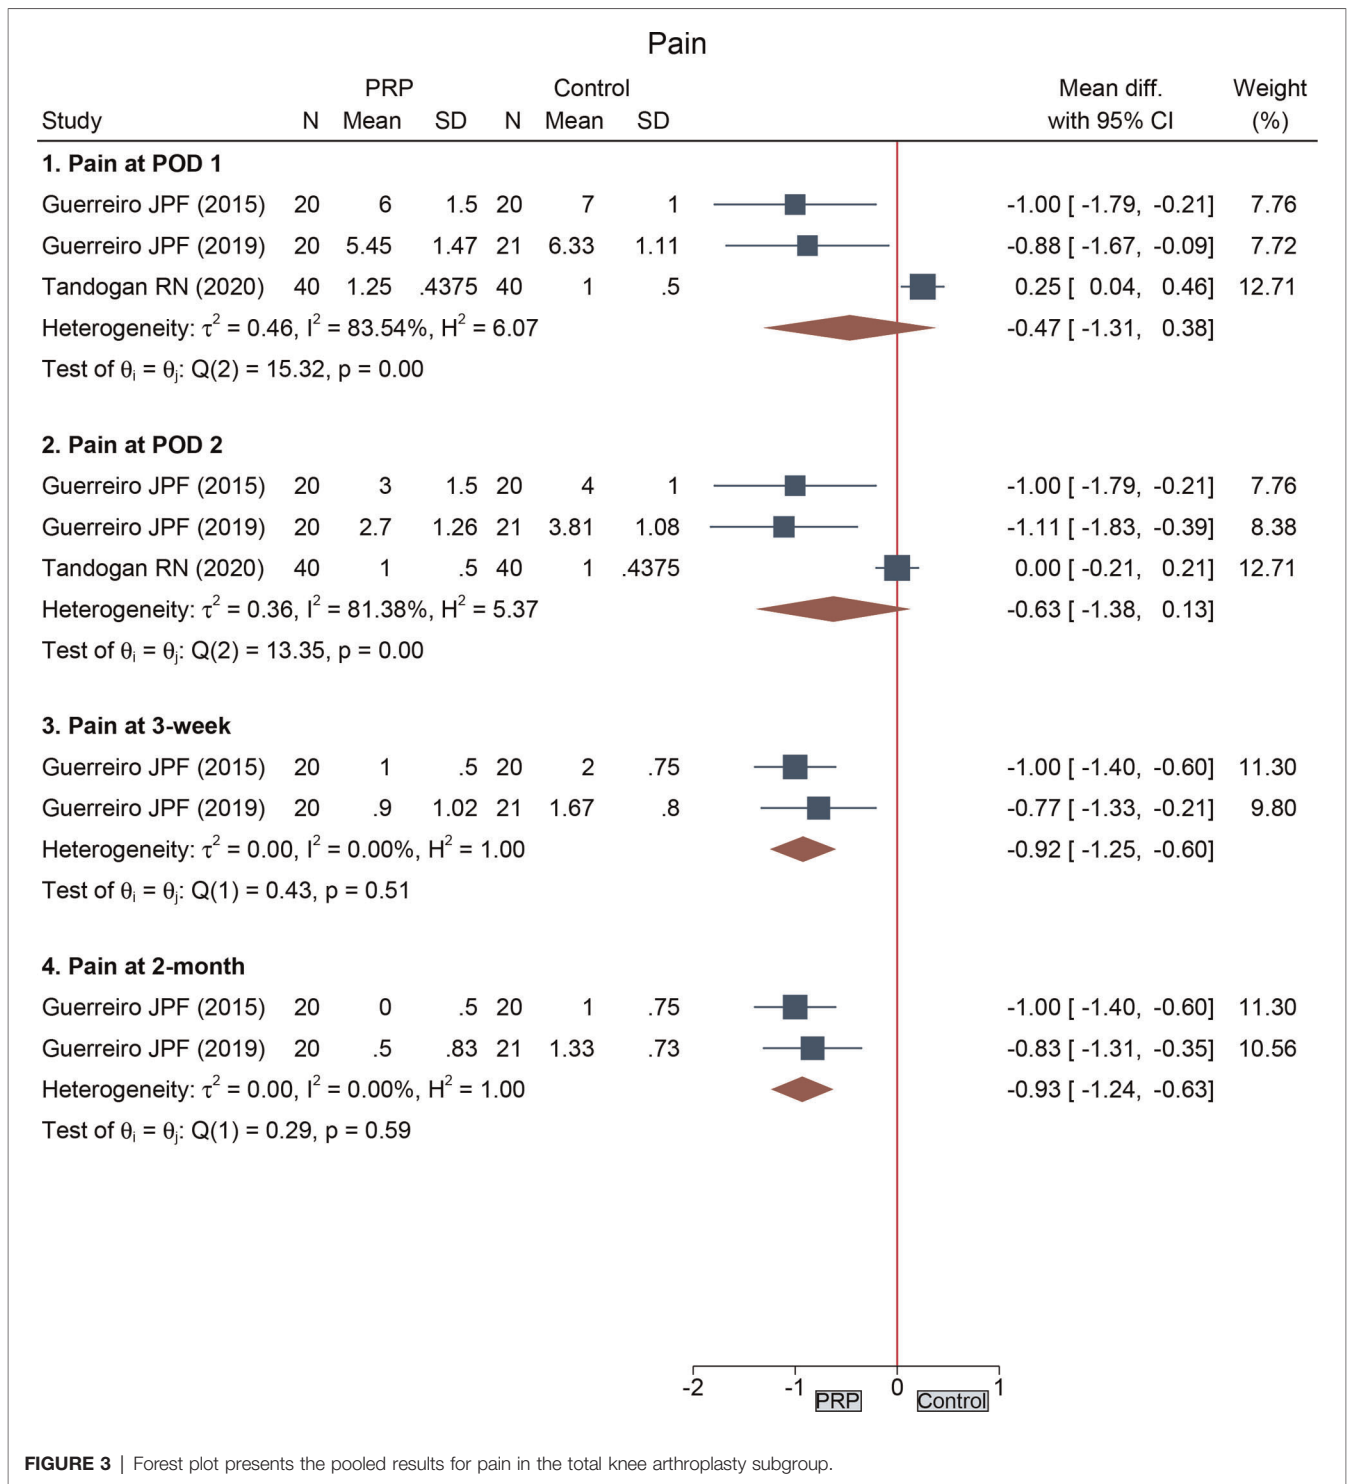 Pain
PRP Control Mean diff. Weight
Study N Mean SD N Mean SD with 95% CI (%)
1. Pain at POD 1
Guerreiro JPF (2015) 20 6 1.5 20 7 1 -1.00 [ -1.79, -0.21] 7.76
Guerreiro JPF (2019) 20 5.45 1.47 21 6.33 1.11 -0.88 [ -1.67, -0.09] 7.72
Tandogan RN (2020) 40 1.25 .4375 40 1 .5 0.25 [ 0.04, 0.46] 12.71
Heterogeneity: τ² = 0.46, I² = 83.54%, H² = 6.07 -0.47 [ -1.31, 0.38]
Test of θi = θj: Q(2) = 15.32, p = 0.00
2. Pain at POD 2
Guerreiro JPF (2015) 20 3 1.5 20 4 1 -1.00 [ -1.79, -0.21] 7.76
Guerreiro JPF (2019) 20 2.7 1.26 21 3.81 1.08 -1.11 [ -1.83, -0.39] 8.38
Tandogan RN (2020) 40 1 .5 40 1 .4375 0.00 [ -0.21, 0.21] 12.71
Heterogeneity: τ² = 0.36, I² = 81.38%, H² = 5.37 -0.63 [ -1.38, 0.13]
Test of θi = θj: Q(2) = 13.35, p = 0.00
3. Pain at 3-week
Guerreiro JPF (2015) 20 1 .5 20 2 .75 -1.00 [ -1.40, -0.60] 11.30
Guerreiro JPF (2019) 20 .9 1.02 21 1.67 .8 -0.77 [ -1.33, -0.21] 9.80
Heterogeneity: τ² = 0.00, I² = 0.00%, H² = 1.00 -0.92 [ -1.25, -0.60]
Test of θi = θj: Q(1) = 0.43, p = 0.51
4. Pain at 2-month
Guerreiro JPF (2015) 20 0 .5 20 1 .75 -1.00 [ -1.40, -0.60] 11.30
Guerreiro JPF (2019) 20 .5 .83 21 1.33 .73 -0.83 [ -1.31, -0.35] 10.56
Heterogeneity: τ² = 0.00, I² = 0.00%, H² = 1.00 -0.93 [ -1.24, -0.63]
Test of θi = θj: Q(1) = 0.29, p = 0.59
-2 -1 0 1
PRP Control
FIGURE 3 | Forest plot presents the pooled results for pain in the total knee arthroplasty subgroup.